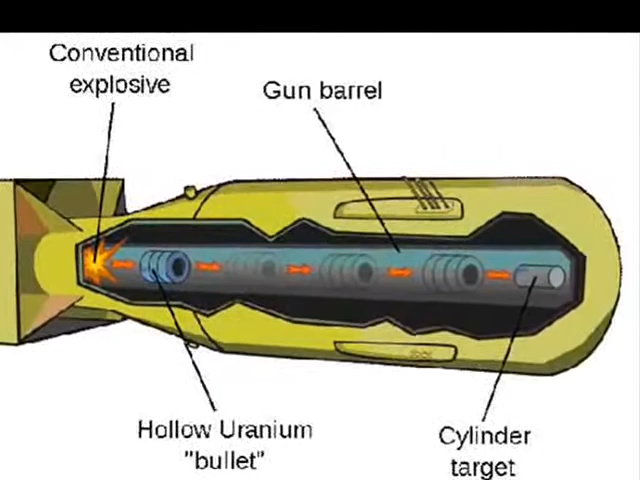 Conventional
explosive
Gun barrel
Hollow Uranium
"bullet"
Cylinder
target